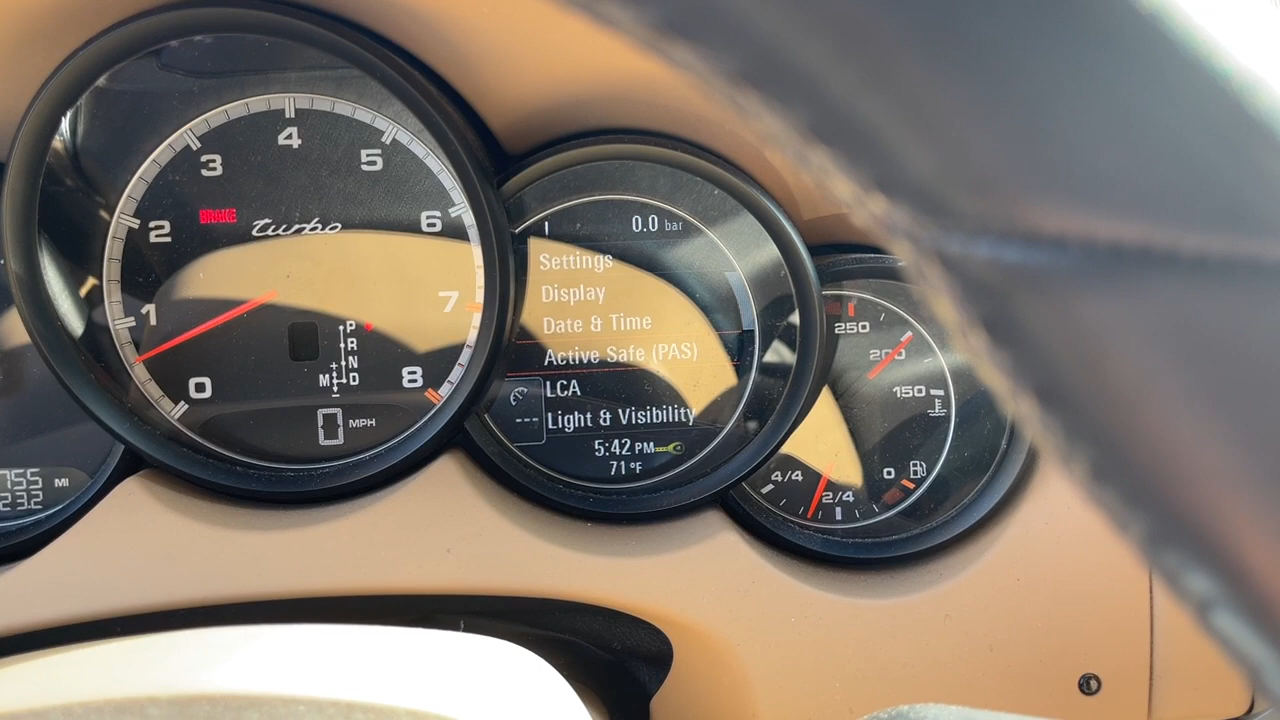 4
3 5
2 BRAKE turbo 6
1 7
0 8
P
R
N
M D
+
-
0 MPH
755 MI
23.2
0.0 bar
Settings
Display
Date & Time
Active Safe (PAS)
LCA
--- Light & Visibility
5:42 PM
71 °F
250
200
150
0
4/4
2/4